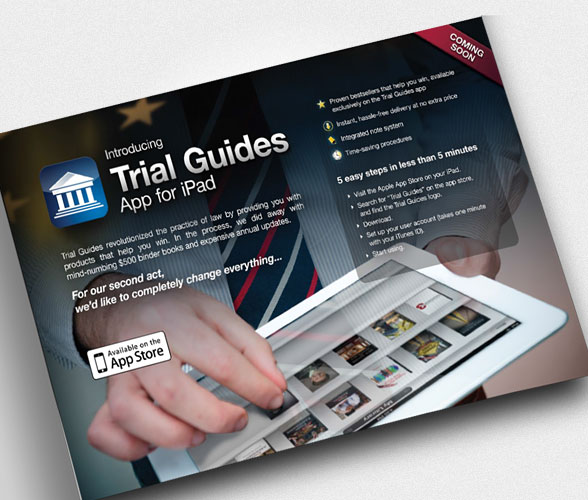 COMING
SOON
Introducing
Trial Guides
App for iPad
Trial Guides revolutionized the practice of law by providing you with
products that help you win. In the process, we did away with
mind-numbing $500 binder books and expensive annual updates.
For our second act,
we'd like to completely change everything...
Available on the
App Store
Proven bestsellers that help you win, available
exclusively on the Trial Guides app
Instant, hassle-free delivery at no extra price
Integrated note system
Time-saving procedures
5 easy steps in less than 5 minutes
Visit the Apple App Store on your iPad.
Search for "Trial Guides" on the app store,
and find the Trial Guides logo.
Download.
Set up your user account (takes one minute
with your iTunes ID).
Start using.